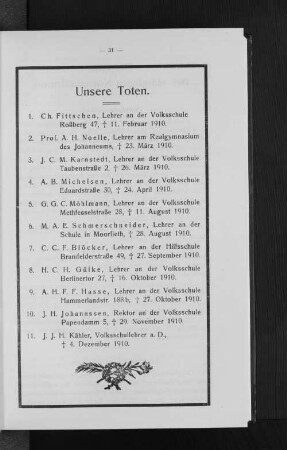 — 31 —
Unsere Toten.
1. Ch. Fittschen, Lehrer an der Volksschule
Roßberg 47, † 11. Februar 1910.
2. Prof. A. H. Noelle, Lehrer am Realgymnasium
des Johanneums, † 23. März 1910.
3. J. C. M. Karnstedt, Lehrer an der Volksschule
Taubenstraße 2, † 26. März 1910.
4. A. B. Michelsen, Lehrer an der Volksschule
Eduardstraße 30, † 24. April 1910.
5. G. G. C. Möhlmann, Lehrer an der Volksschule
Methfesselstraße 28, † 11. August 1910.
6. M. A. E. Schmerschneider, Lehrer an der
Schule in Moorfleth, † 28. August 1910.
7. C. C. F. Blöcker, Lehrer an der Hilfsschule
Bramfelderstraße 49, † 27. September 1910.
8. H. C. H. Gülke, Lehrer an der Volksschule
Berlinertor 27, † 16. Oktober 1910.
9. A. H. F. F. Hasse, Lehrer an der Volksschule
Hammerlandstr. 188b, † 27. Oktober 1910.
10. J. H. Johannssen, Rektor an der Volksschule
Papendamm 5, † 29. November 1910.
11. J. J. H. Kähler, Volksschullehrer a. D.,
† 4. Dezember 1910.